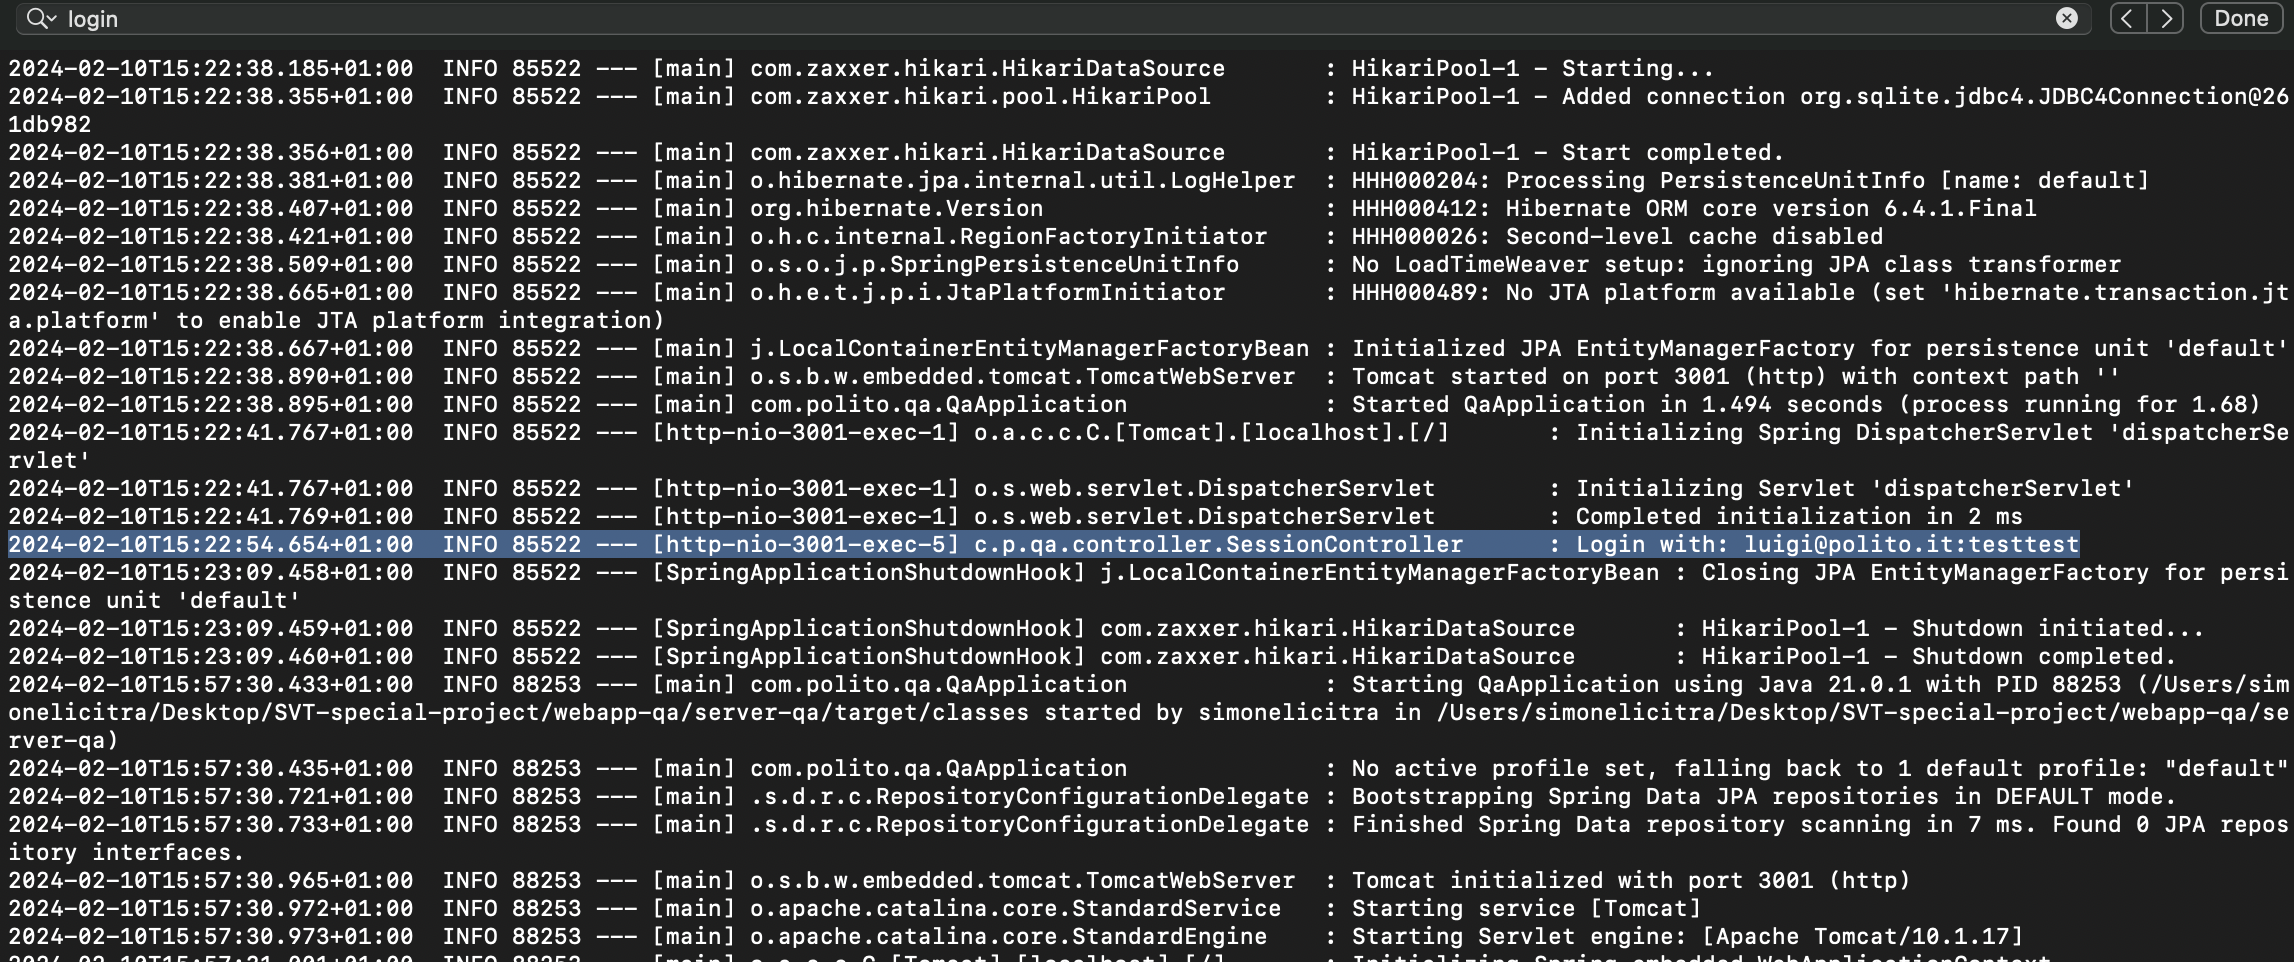 login
Done
2024-02-10T15:22:38.185+01:00  INFO 85522 --- [main] com.zaxxer.hikari.HikariDataSource       : HikariPool-1 - Starting...
2024-02-10T15:22:38.355+01:00  INFO 85522 --- [main] com.zaxxer.hikari.pool.HikariPool        : HikariPool-1 - Added connection org.sqlite.jdbc4.JDBC4Connection@26
1db982
2024-02-10T15:22:38.356+01:00  INFO 85522 --- [main] com.zaxxer.hikari.HikariDataSource       : HikariPool-1 - Start completed.
2024-02-10T15:22:38.381+01:00  INFO 85522 --- [main] o.hibernate.jpa.internal.util.LogHelper  : HHH000204: Processing PersistenceUnitInfo [name: default]
2024-02-10T15:22:38.407+01:00  INFO 85522 --- [main] org.hibernate.Version                    : HHH000412: Hibernate ORM core version 6.4.1.Final
2024-02-10T15:22:38.421+01:00  INFO 85522 --- [main] o.h.c.internal.RegionFactoryInitiator    : HHH000026: Second-level cache disabled
2024-02-10T15:22:38.509+01:00  INFO 85522 --- [main] o.s.o.j.p.SpringPersistenceUnitInfo      : No LoadTimeWeaver setup: ignoring JPA class transformer
2024-02-10T15:22:38.665+01:00  INFO 85522 --- [main] o.h.e.t.j.p.i.JtaPlatformInitiator       : HHH000489: No JTA platform available (set 'hibernate.transaction.jt
a.platform' to enable JTA platform integration)
2024-02-10T15:22:38.667+01:00  INFO 85522 --- [main] j.LocalContainerEntityManagerFactoryBean : Initialized JPA EntityManagerFactory for persistence unit 'default'
2024-02-10T15:22:38.890+01:00  INFO 85522 --- [main] o.s.b.w.embedded.tomcat.TomcatWebServer  : Tomcat started on port 3001 (http) with context path ''
2024-02-10T15:22:38.895+01:00  INFO 85522 --- [main] com.polito.qa.QaApplication              : Started QaApplication in 1.494 seconds (process running for 1.68)
2024-02-10T15:22:41.767+01:00  INFO 85522 --- [http-nio-3001-exec-1] o.a.c.c.C.[Tomcat].[localhost].[/]       : Initializing Spring DispatcherServlet 'dispatcherSe
rvlet'
2024-02-10T15:22:41.767+01:00  INFO 85522 --- [http-nio-3001-exec-1] o.s.web.servlet.DispatcherServlet        : Initializing Servlet 'dispatcherServlet'
2024-02-10T15:22:41.769+01:00  INFO 85522 --- [http-nio-3001-exec-1] o.s.web.servlet.DispatcherServlet        : Completed initialization in 2 ms
2024-02-10T15:22:54.654+01:00  INFO 85522 --- [http-nio-3001-exec-5] c.p.qa.controller.SessionController      : Login with: luigi@polito.it:testtest
2024-02-10T15:23:09.458+01:00  INFO 85522 --- [SpringApplicationShutdownHook] j.LocalContainerEntityManagerFactoryBean : Closing JPA EntityManagerFactory for persi
stence unit 'default'
2024-02-10T15:23:09.459+01:00  INFO 85522 --- [SpringApplicationShutdownHook] com.zaxxer.hikari.HikariDataSource       : HikariPool-1 - Shutdown initiated...
2024-02-10T15:23:09.460+01:00  INFO 85522 --- [SpringApplicationShutdownHook] com.zaxxer.hikari.HikariDataSource       : HikariPool-1 - Shutdown completed.
2024-02-10T15:57:30.433+01:00  INFO 88253 --- [main] com.polito.qa.QaApplication              : Starting QaApplication using Java 21.0.1 with PID 88253 (/Users/sim
onelicitra/Desktop/SVT-special-project/webapp-qa/server-qa/target/classes started by simonelicitra in /Users/simonelicitra/Desktop/SVT-special-project/webapp-qa/se
rver-qa)
2024-02-10T15:57:30.435+01:00  INFO 88253 --- [main] com.polito.qa.QaApplication              : No active profile set, falling back to 1 default profile: "default"
2024-02-10T15:57:30.721+01:00  INFO 88253 --- [main] .s.d.r.c.RepositoryConfigurationDelegate : Bootstrapping Spring Data JPA repositories in DEFAULT mode.
2024-02-10T15:57:30.733+01:00  INFO 88253 --- [main] .s.d.r.c.RepositoryConfigurationDelegate : Finished Spring Data repository scanning in 7 ms. Found 0 JPA repos
itory interfaces.
2024-02-10T15:57:30.965+01:00  INFO 88253 --- [main] o.s.b.w.embedded.tomcat.TomcatWebServer  : Tomcat initialized with port 3001 (http)
2024-02-10T15:57:30.972+01:00  INFO 88253 --- [main] o.apache.catalina.core.StandardService   : Starting service [Tomcat]
2024-02-10T15:57:30.973+01:00  INFO 88253 --- [main] o.apache.catalina.core.StandardEngine    : Starting Servlet engine: [Apache Tomcat/10.1.17]